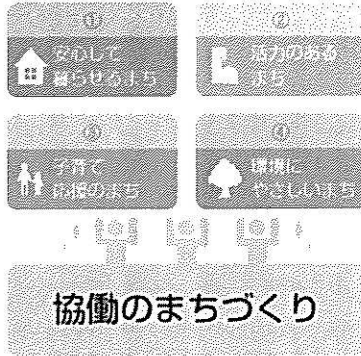 ①
安心して
暮らせるまち
②
活力のある
まち
③
子育て
応援のまち
④
環境に
やさしいまち
協働のまちづくり